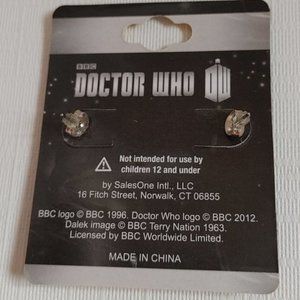 BBC
DOCTOR WHO
Not intended for use by
children 12 and under
by SalesOne Intl., LLC
16 Fitch Street, Norwalk, CT 06855
BBC logo © BBC 1996. Doctor Who logo © BBC 2012.
Dalek image © BBC Terry Nation 1963.
Licensed by BBC Worldwide Limited.
MADE IN CHINA